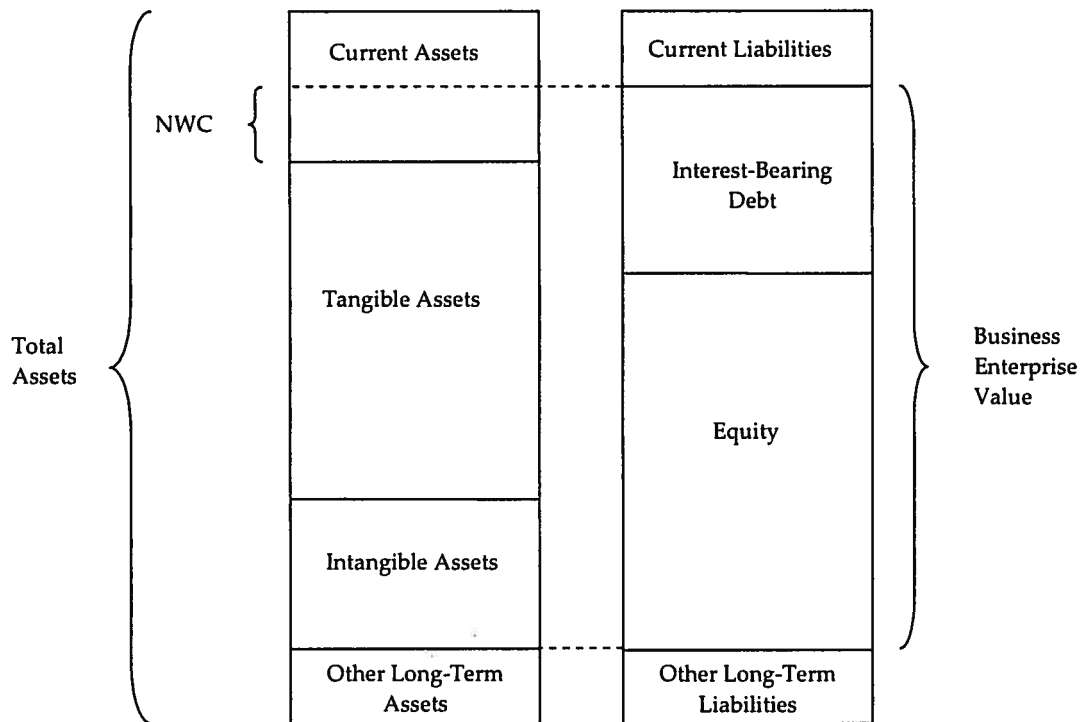 Current Assets
Current Liabilities
NWC
Interest-Bearing
Debt
Tangible Assets
Total
Assets
Business
Enterprise
Value
Equity
Intangible Assets
Other Long-Term
Assets
Other Long-Term
Liabilities